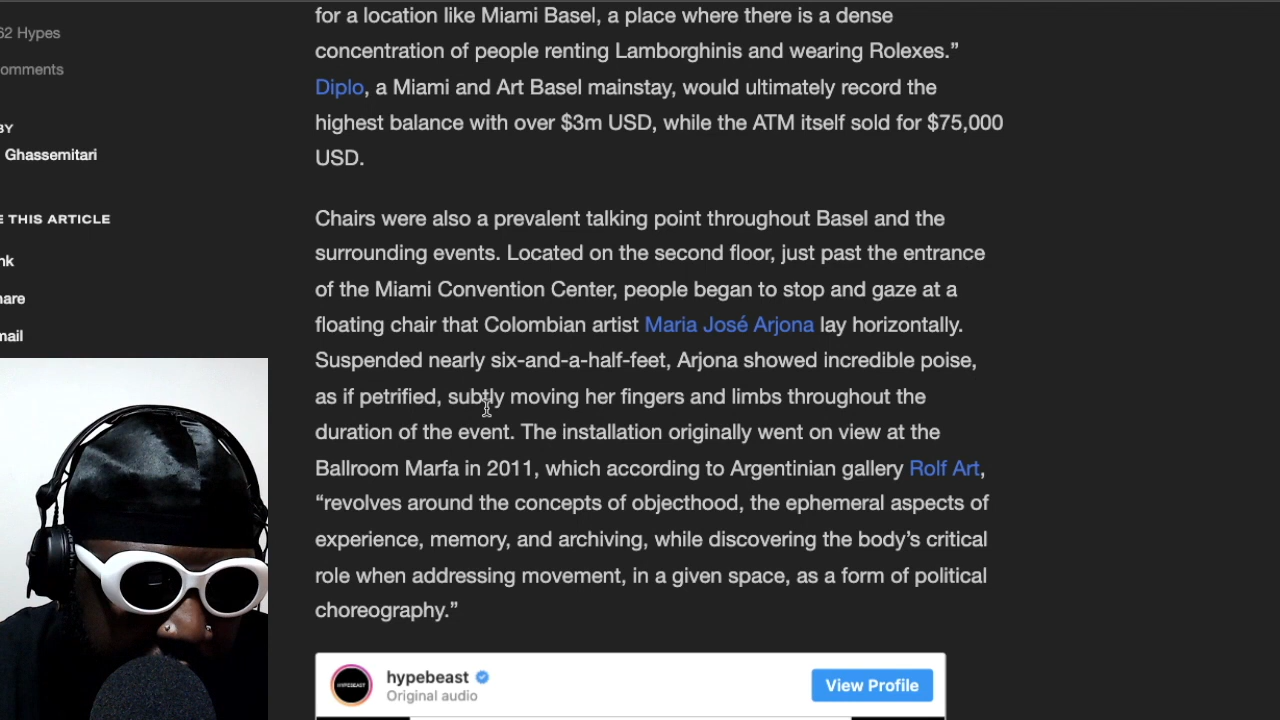 for a location like Miami Basel, a place where there is a dense
concentration of people renting Lamborghinis and wearing Rolexes.”
Diplo, a Miami and Art Basel mainstay, would ultimately record the
highest balance with over $3m USD, while the ATM itself sold for $75,000
USD.
Chairs were also a prevalent talking point throughout Basel and the
surrounding events. Located on the second floor, just past the entrance
of the Miami Convention Center, people began to stop and gaze at a
floating chair that Colombian artist Maria José Arjona lay horizontally.
Suspended nearly six-and-a-half-feet, Arjona showed incredible poise,
as if petrified, subtly moving her fingers and limbs throughout the
duration of the event. The installation originally went on view at the
Ballroom Marfa in 2011, which according to Argentinian gallery Rolf Art,
“revolves around the concepts of objecthood, the ephemeral aspects of
experience, memory, and archiving, while discovering the body’s critical
role when addressing movement, in a given space, as a form of political
choreography.”
62 Hypes
omments
BY
Ghassemitari
E THIS ARTICLE
nk
hare
mail
HYPEBEAST
hypebeast
Original audio
View Profile